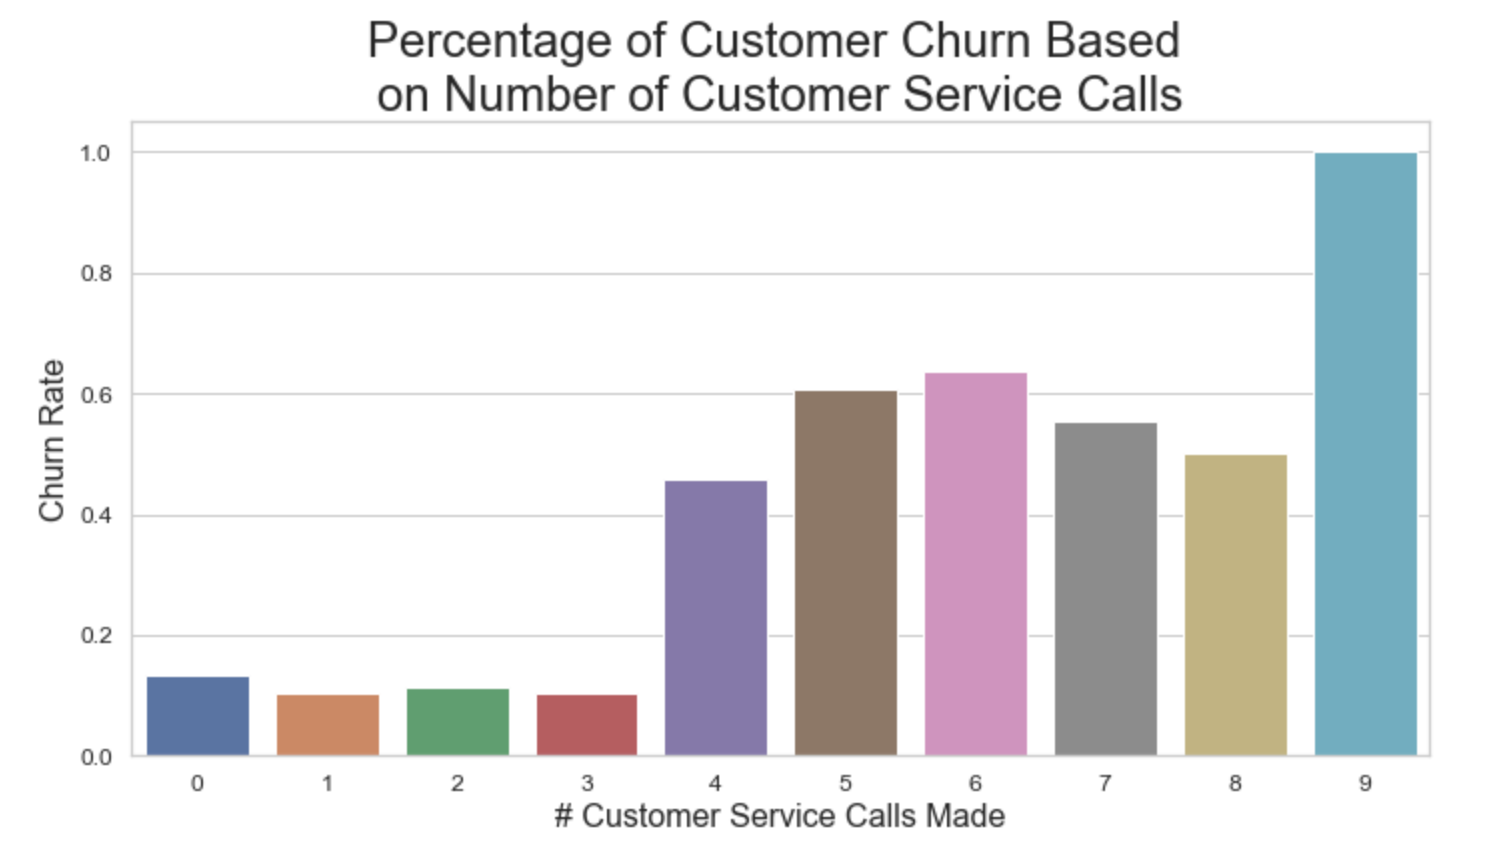 Percentage of Customer Churn Based
on Number of Customer Service Calls
1.0
0.8
0.6
0.4
0.2
0.0
Churn Rate
0 1 2 3 4 5 6 7 8 9
# Customer Service Calls Made